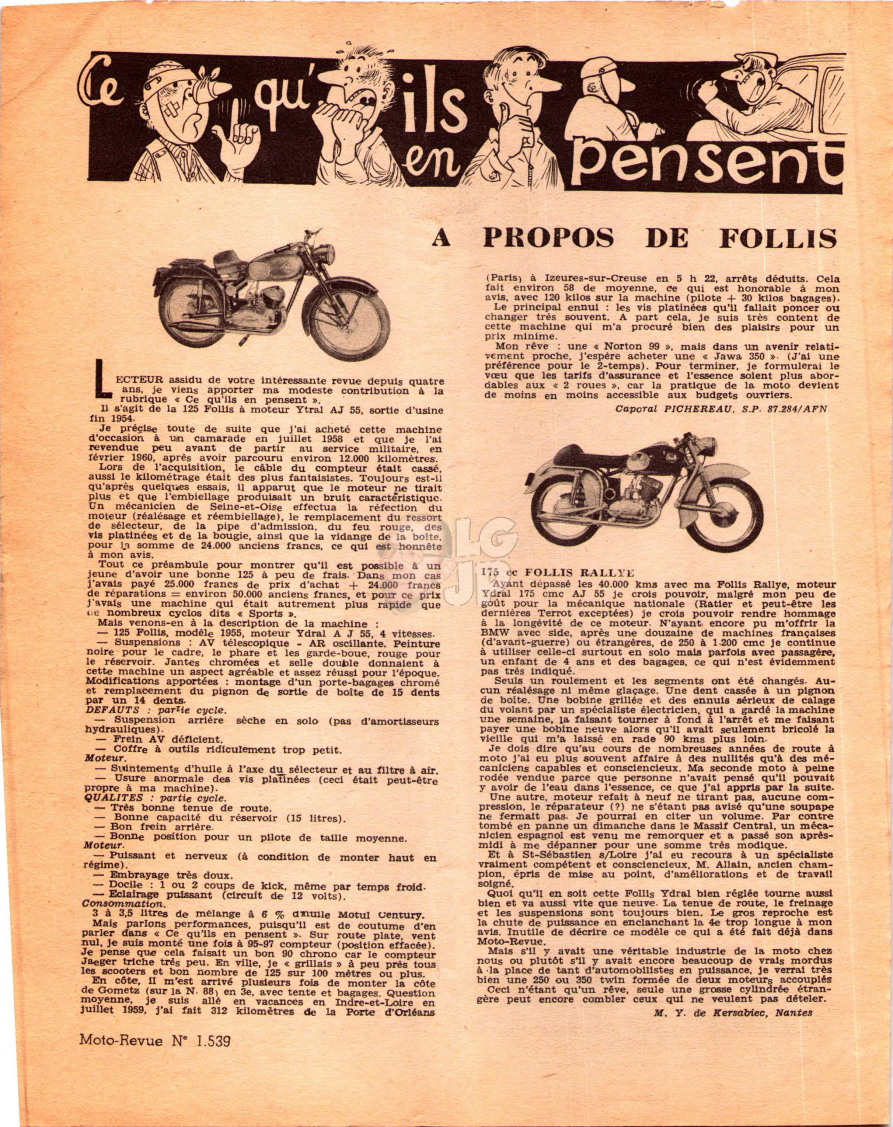 Ce qu'ils en pensent
A PROPOS DE FOLLIS
LECTEUR assidu de votre intéressante revue depuis quatre
ans, je viens apporter ma modeste contribution à la
rubrique « Ce qu'ils en pensent ».
Il s'agit de la 125 Follis à moteur Ytral AJ 55, sortie d'usine
fin 1954.
Je précise toute de suite que j'ai acheté cette machine
d'occasion à un camarade en juillet 1958 et que je l'ai
revendue peu avant de partir au service militaire, en
février 1960, après avoir parcouru environ 12.000 kilomètres.
Lors de l'acquisition, le câble du compteur était cassé,
aussi le kilométrage était des plus fantaisistes. Toujours est-il
qu'après quelques essais, il apparut que le moteur ne tirait
plus et que l'embiellage produisait un bruit caractéristique.
Un mécanicien de Seine-et-Oise effectua la réfection du
moteur (réalésage et réembiellage), le remplacement du ressort
de sélecteur, de la pipe d'admission, du feu rouge, des
vis platinées et de la bougie, ainsi que la vidange de la boîte,
pour la somme de 24.000 anciens francs, ce qui est honnête
à mon avis.
Tout ce préambule pour montrer qu'il est possible à un
jeune d'avoir une bonne 125 à peu de frais. Dans mon cas
j'avais payé 25.000 francs de prix d'achat + 24.000 francs
de réparations = environ 50.000 anciens francs, et pour ce prix
j'avais une machine qui était autrement plus rapide que
de nombreux cyclos dits « Sports ».
Mais venons-en à la description de la machine :
— 125 Follis, modèle 1955, moteur Ydral A J 55, 4 vitesses.
— Suspensions : AV télescopique - AR oscillante. Peinture
noire pour le cadre, le phare et les garde-boue, rouge pour
le réservoir. Jantes chromées et selle double donnaient à
cette machine un aspect agréable et assez réussi pour l'époque.
Modifications apportées : montage d'un porte-bagages chromé
et remplacement du pignon de sortie de boîte de 15 dents
par un 14 dents.
DEFAUTS : partie cycle.
— Suspension arrière sèche en solo (pas d'amortisseurs
hydrauliques).
— Frein AV déficient.
— Coffre à outils ridiculement trop petit.
Moteur.
— Suintements d'huile à l'axe du sélecteur et au filtre à air.
— Usure anormale des vis platinées (ceci était peut-être
propre à ma machine).
QUALITES : partie cycle.
— Très bonne tenue de route.
— Bonne capacité du réservoir (15 litres).
— Bon frein arrière.
— Bonne position pour un pilote de taille moyenne.
Moteur.
— Puissant et nerveux (à condition de monter haut en
régime).
— Embrayage très doux.
— Docile : 1 ou 2 coups de kick, même par temps froid.
— Eclairage puissant (circuit de 12 volts).
Consommation.
3 à 3,5 litres de mélange à 6 % d'huile Motul Century.
Mais parlons performances, puisqu'il est de coutume d'en
parler dans « Ce qu'ils en pensent ». Sur route plate, vent
nul, je suis monté une fois à 95-97 compteur (position effacée).
Je pense que cela faisait un bon 90 chrono car le compteur
Jaeger triche très peu. En ville, je « grillais » à peu près tous
les scooters et bon nombre de 125 sur 100 mètres ou plus.
En côte, il m'est arrivé plusieurs fois de monter la côte
de Gometz (sur la N. 88) en 3e, avec tente et bagages. Question
moyenne, je suis allé en vacances en Indre-et-Loire en
juillet 1959, j'ai fait 312 kilomètres de la Porte d'Orléans
(Paris) à Izeures-sur-Creuse en 5 h 22, arrêts déduits. Cela
fait environ 58 de moyenne, ce qui est honorable à mon
avis, avec 120 kilos sur la machine (pilote + 30 kilos bagages).
Le principal ennui : les vis platinées qu'il fallait poncer ou
changer très souvent. A part cela, je suis très content de
cette machine qui m'a procuré bien des plaisirs pour un
prix minime.
Mon rêve : une « Norton 99 », mais dans un avenir relati-
vement proche, j'espère acheter une « Jawa 350 ». (J'ai une
préférence pour le 2-temps). Pour terminer, je formulerai le
vœu que les tarifs d'assurance et l'essence soient plus abor-
dables aux « 2 roues », car la pratique de la moto devient
de moins en moins accessible aux budgets ouvriers.
Caporal PICHEREAU, S.P. 87.284/AFN
175 cc FOLLIS RALLYE
Ayant dépassé les 40.000 kms avec ma Follis Rallye, moteur
Ydral 175 cmc AJ 55 je crois pouvoir, malgré mon peu de
goût pour la mécanique nationale (Ratier et peut-être les
dernières Terrot exceptées) je crois pouvoir rendre hommage
à la longévité de ce moteur. N'ayant encore pu m'offrir la
BMW avec side, après une douzaine de machines françaises
(d'avant-guerre) ou étrangères, de 250 à 1.200 cmc je continue
à utiliser celle-ci surtout en solo mais parfois avec passagère,
un enfant de 4 ans et des bagages, ce qui n'est évidemment
pas très indiqué.
Seuls un roulement et les segments ont été changés. Au-
cun réalésage ni même glaçage. Une dent cassée à un pignon
de boîte. Une bobine grillée et des ennuis sérieux de calage
du volant par un spécialiste électricien, qui a gardé la machine
une semaine, la faisant tourner à fond à l'arrêt et me faisant
payer une bobine neuve alors qu'il avait seulement bricolé la
vieille qui m'a laissé en rade 90 kms plus loin.
Je dois dire qu'au cours de nombreuses années de route à
moto j'ai eu plus souvent affaire à des nullités qu'à des mé-
caniciens capables et consciencieux. Ma seconde moto à peine
rodée vendue parce que personne n'avait pensé qu'il pouvait
y avoir de l'eau dans l'essence, ce que j'appris par la suite.
Une autre, moteur refait à neuf ne tirant pas, aucune com-
pression, le réparateur (?) ne s'étant pas avisé qu'une soupape
ne fermait pas. Je pourrai en citer un volume. Par contre
tombé en panne un dimanche dans le Massif Central, un méca-
nicien espagnol est venu me remorquer et a passé son après-
midi à me dépanner pour une somme très modique.
Et à St-Sébastien s/Loire j'ai eu recours à un spécialiste
vraiment compétent et consciencieux, M. Allain, ancien cham-
pion, épris de mise au point, d'améliorations et de travail
soigné.
Quoi qu'il en soit cette Follis Ydral bien réglée tourne aussi
bien et va aussi vite que neuve. La tenue de route, le freinage
et les suspensions sont toujours bien. Le gros reproche est
la chute de puissance en enclanchant la 4e trop longue à mon
avis. Inutile de décrire ce modèle ce qui a été fait déjà dans
Moto-Revue.
Mais s'il y avait une véritable industrie de la moto chez
nous ou plutôt s'il y avait encore beaucoup de vrais mordus
à la place de tant d'automobilistes en puissance, je verrai très
bien une 250 ou 350 twin formée de deux moteurs accouplés
Ceci n'étant qu'un rêve, seule une grosse cylindrée étran-
gère peut encore combler ceux qui ne veulent pas dételer.
M. Y. de Kersabiec, Nantes
Moto-Revue N° 1.539